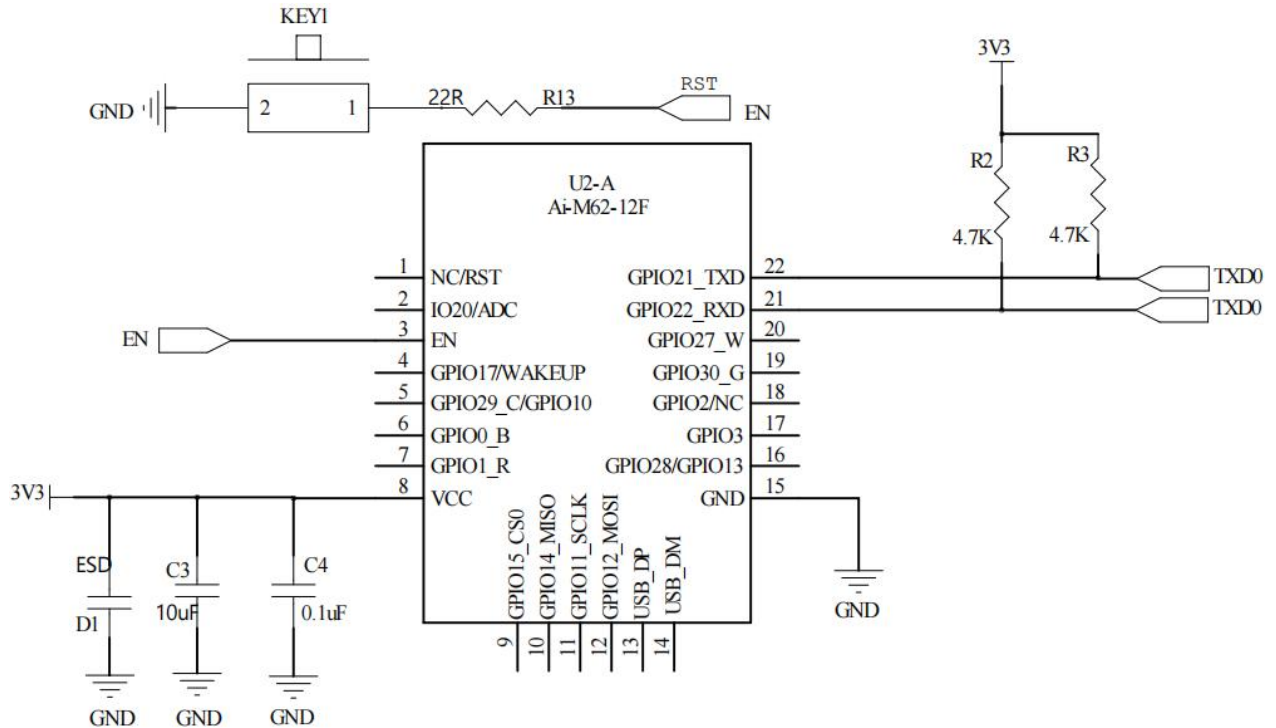 KEY1
GND
2
1
22R
R13
RST
EN
3V3
R2
4.7K
R3
4.7K
U2-A
Ai-M62-12F
1 NC/RST
2 IO20/ADC
EN
3 EN
4 GPIO17/WAKEUP
5 GPIO29_C/GPIO10
6 GPIO0_B
7 GPIO1_R
3V3
8 VCC
GPIO21_TXD 22
TXD0
GPIO22_RXD 21
TXD0
GPIO27_W 20
GPIO30_G 19
GPIO2/NC 18
GPIO3 17
GPIO28/GPIO13 16
GND 15
GND
GPIO15_CS0 9
GPIO14_MISO 10
GPIO11_SCLK 11
GPIO12_MOSI 12
USB_DP 13
USB_DM 14
ESD
D1
GND
C3
10uF
GND
C4
0.1uF
GND